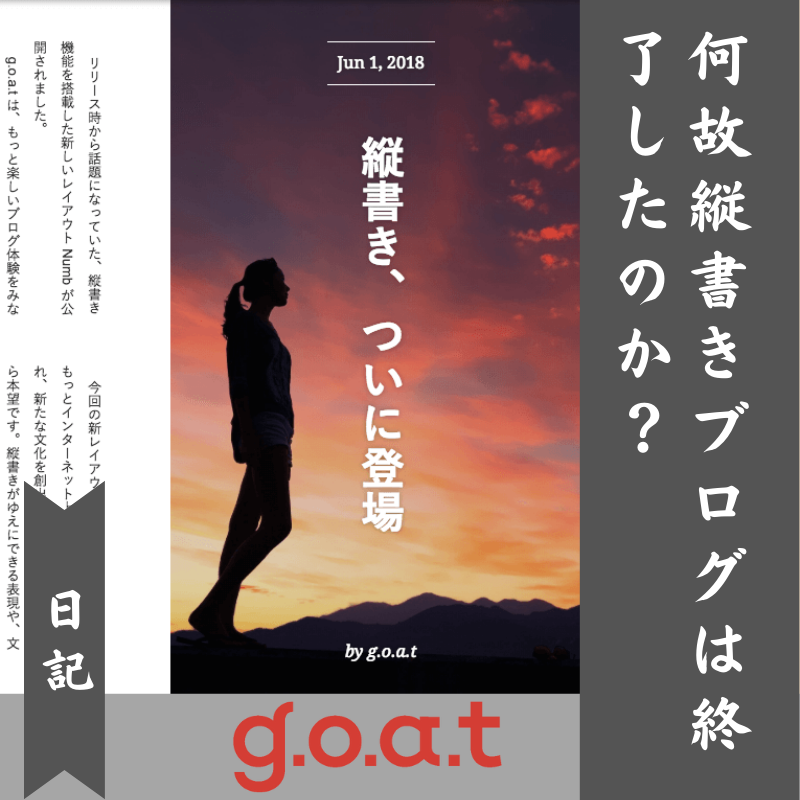 何故縦書きブログは終
了したのか？
Jun 1, 2018
縦書き、ついに登場
by g.o.a.t
リリース時から話題になっていた、縦書き
機能を搭載した新しいレイアウト Numb が公
開されました。
g.o.a.t は、もっと楽しいブログ体験をみな
今回の新レイアウ
もっとインターネット
れ、新たな文化を創出
ら本望です。縦書きがゆえにできる表現や、文
日記
g.o.a.t